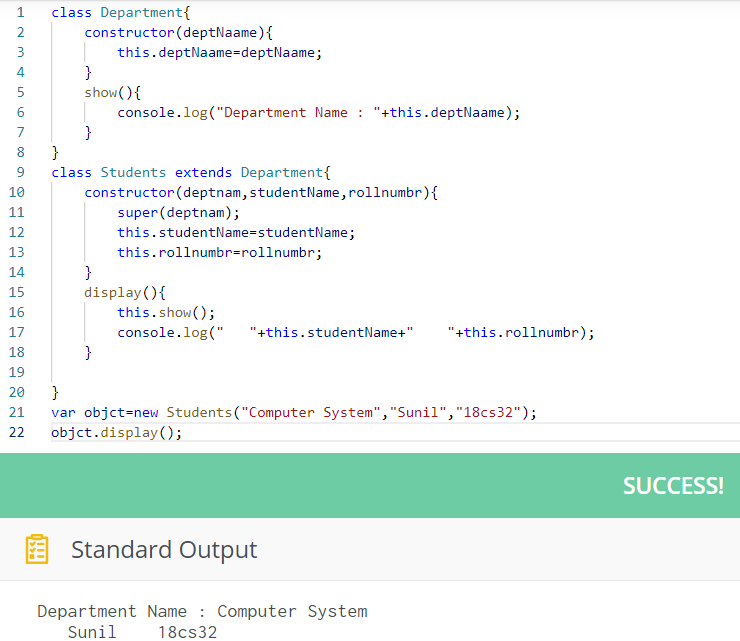 1 class Department{
2     constructor(deptNaame){
3         this.deptNaame=deptNaame;
4     }
5     show(){
6         console.log("Department Name : "+this.deptNaame);
7     }
8 }
9 class Students extends Department{
10     constructor(deptnam,studentName,rollnumbr){
11         super(deptnam);
12         this.studentName=studentName;
13         this.rollnumbr=rollnumbr;
14     }
15     display(){
16         this.show();
17         console.log("   "+this.studentName+"    "+this.rollnumbr);
18     }
19
20 }
21 var objct=new Students("Computer System","Sunil","18cs32");
22 objct.display();
SUCCESS!
Standard Output
Department Name : Computer System
   Sunil    18cs32